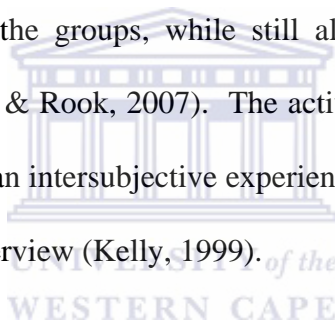 the groups, while still al
& Rook, 2007). The acti
an intersubjective experien
erview (Kelly, 1999).
UNIVERSITY of the
WESTERN CAPE